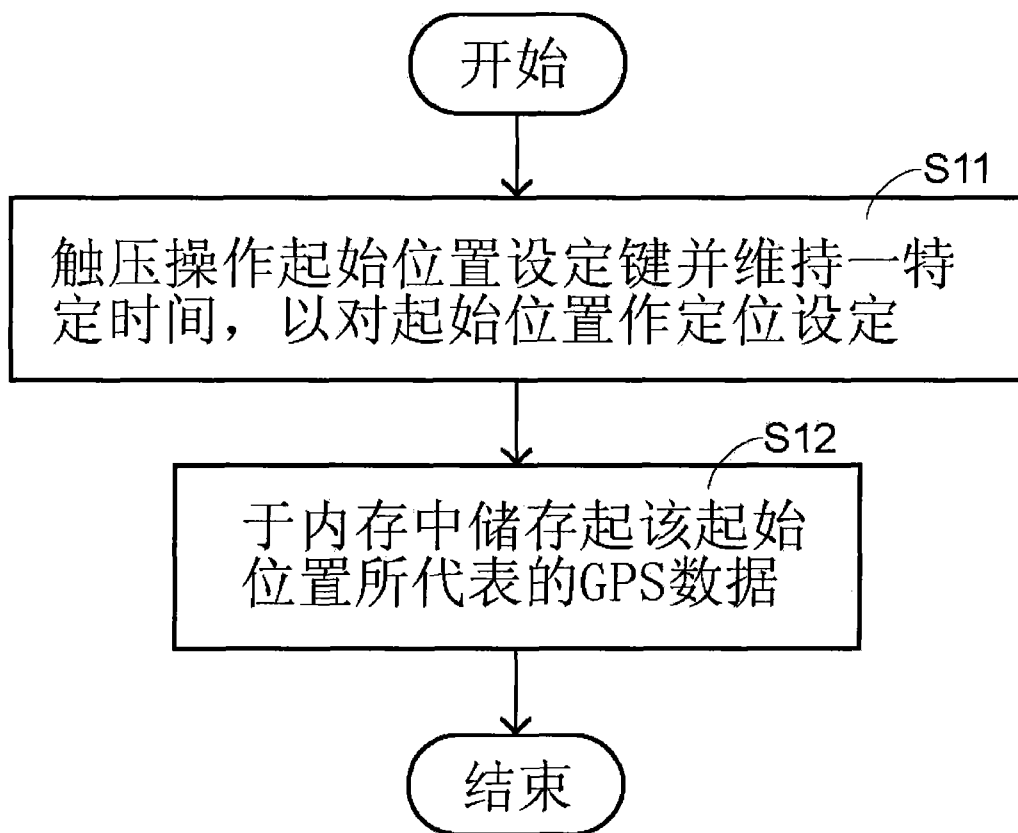 开始
S11
触压操作起始位置设定键并维持一特
定时间，以对起始位置作定位设定
S12
于内存中储存起该起始
位置所代表的GPS数据
结束